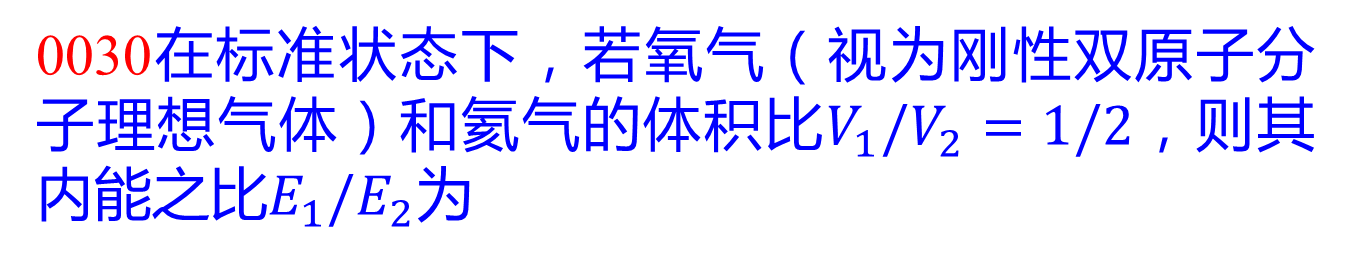 0030在标准状态下，若氧气（视为刚性双原子分
子理想气体）和氦气的体积比V₁/V₂ = 1/2，则其
内能之比E₁/E₂为